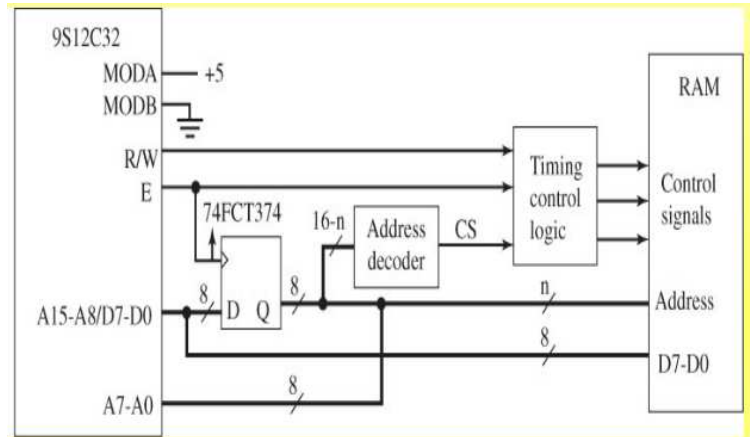 9S12C32
MODA +5
MODB
RAM
R/W
E
Timing
control
logic
Control
signals
74FCT374
16-n
Address
decoder
CS
8
8
n
A15-A8/D7-D0
D Q
Address
8
D7-D0
8
A7-A0